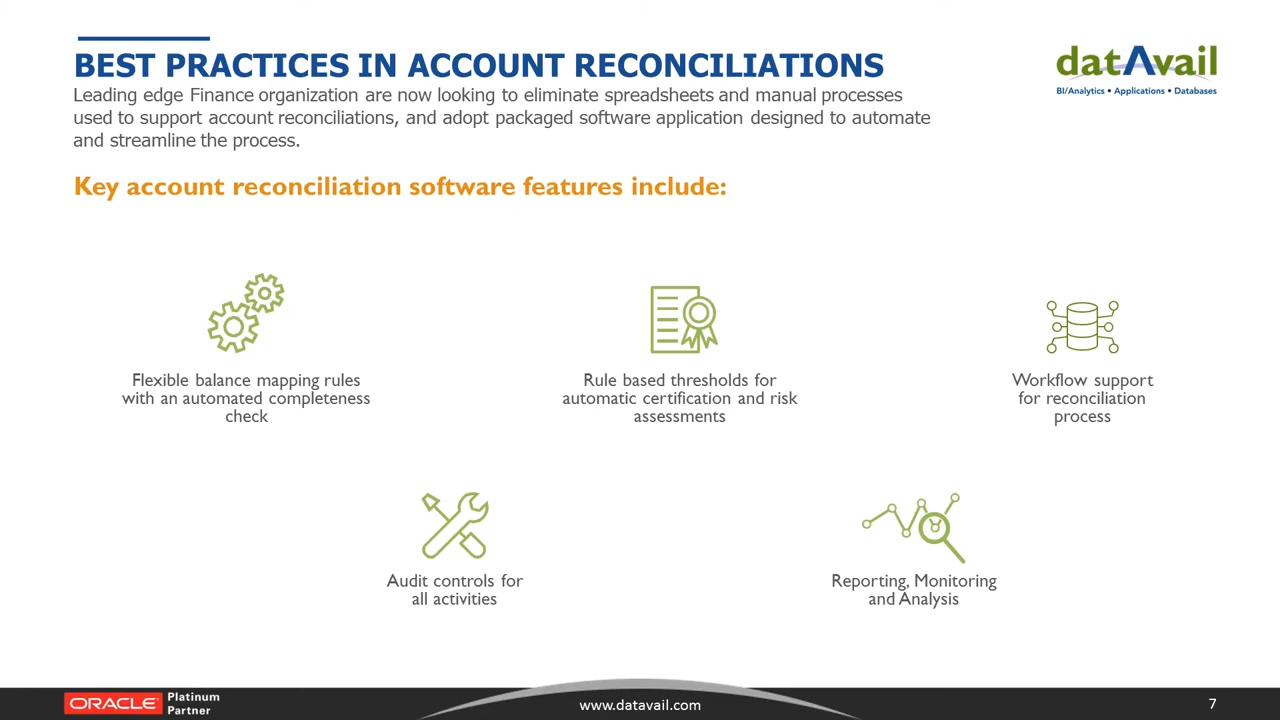 BEST PRACTICES IN ACCOUNT RECONCILIATIONS
Leading edge Finance organization are now looking to eliminate spreadsheets and manual processes
used to support account reconciliations, and adopt packaged software application designed to automate
and streamline the process.
datAvail
BI/Analytics • Applications • Databases
Key account reconciliation software features include:
Flexible balance mapping rules
with an automated completeness
check
Rule based thresholds for
automatic certification and risk
assessments
Workflow support
for reconciliation
process
Audit controls for
all activities
Reporting, Monitoring
and Analysis
ORACLE
Platinum
Partner
www.datavail.com
7